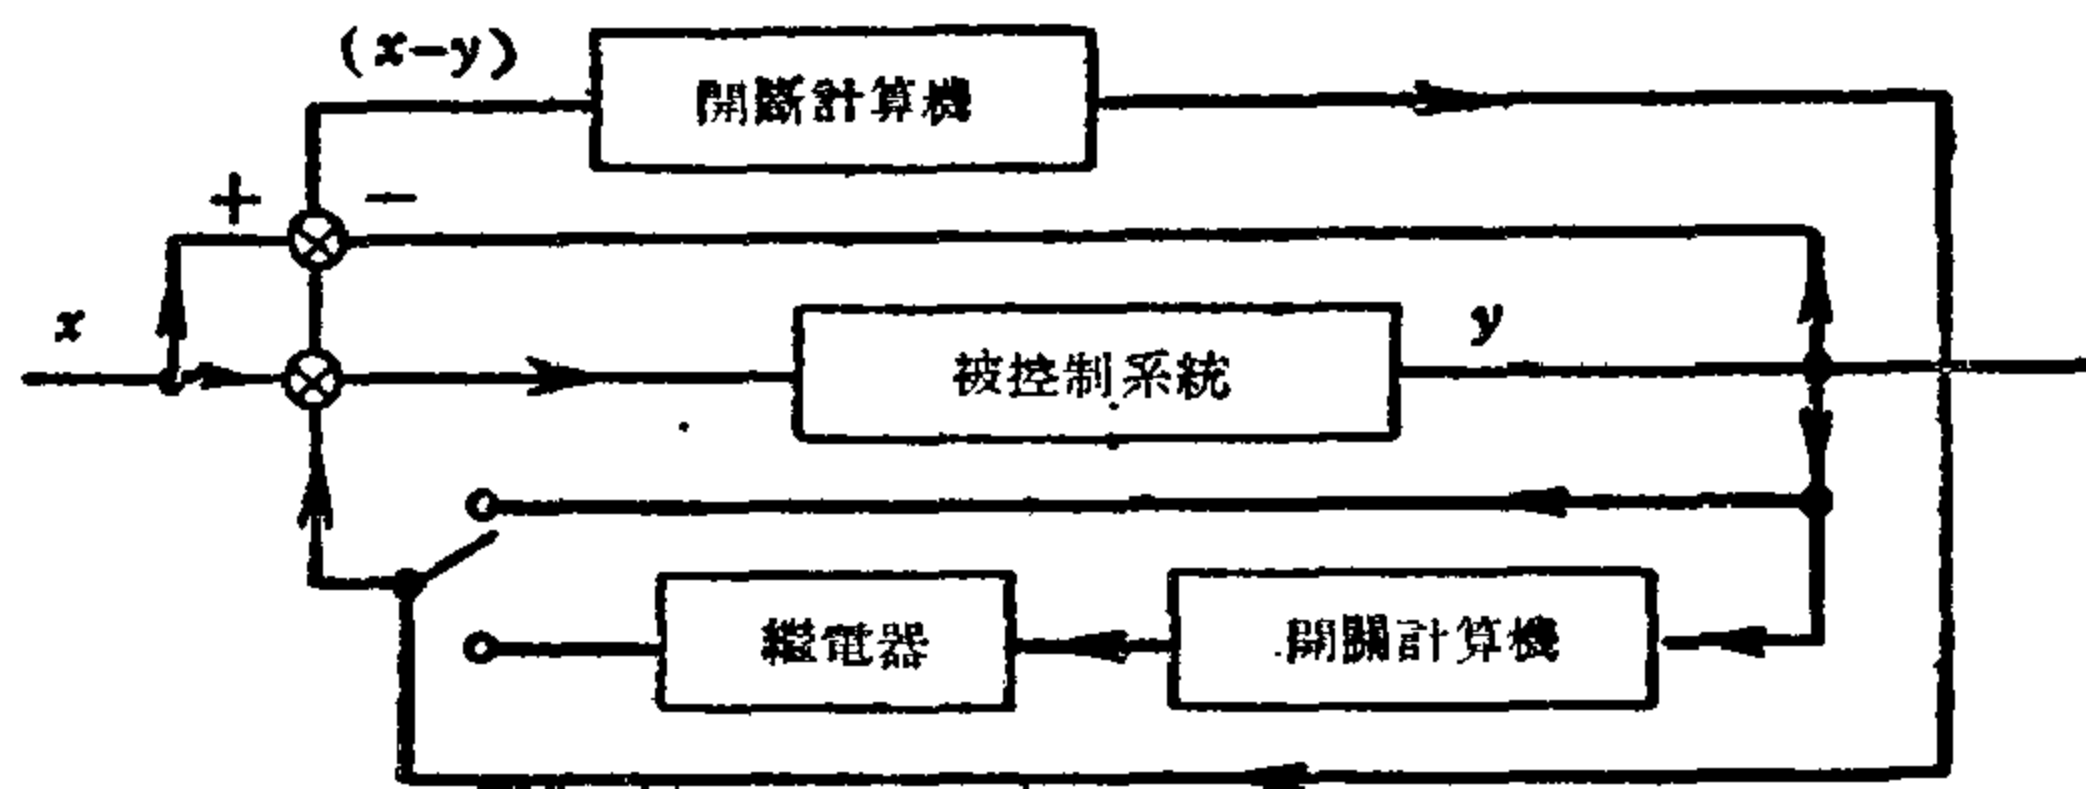 (x−y)
開斷計算機
+ −
x
y
被控制系統
繼電器
開關計算機